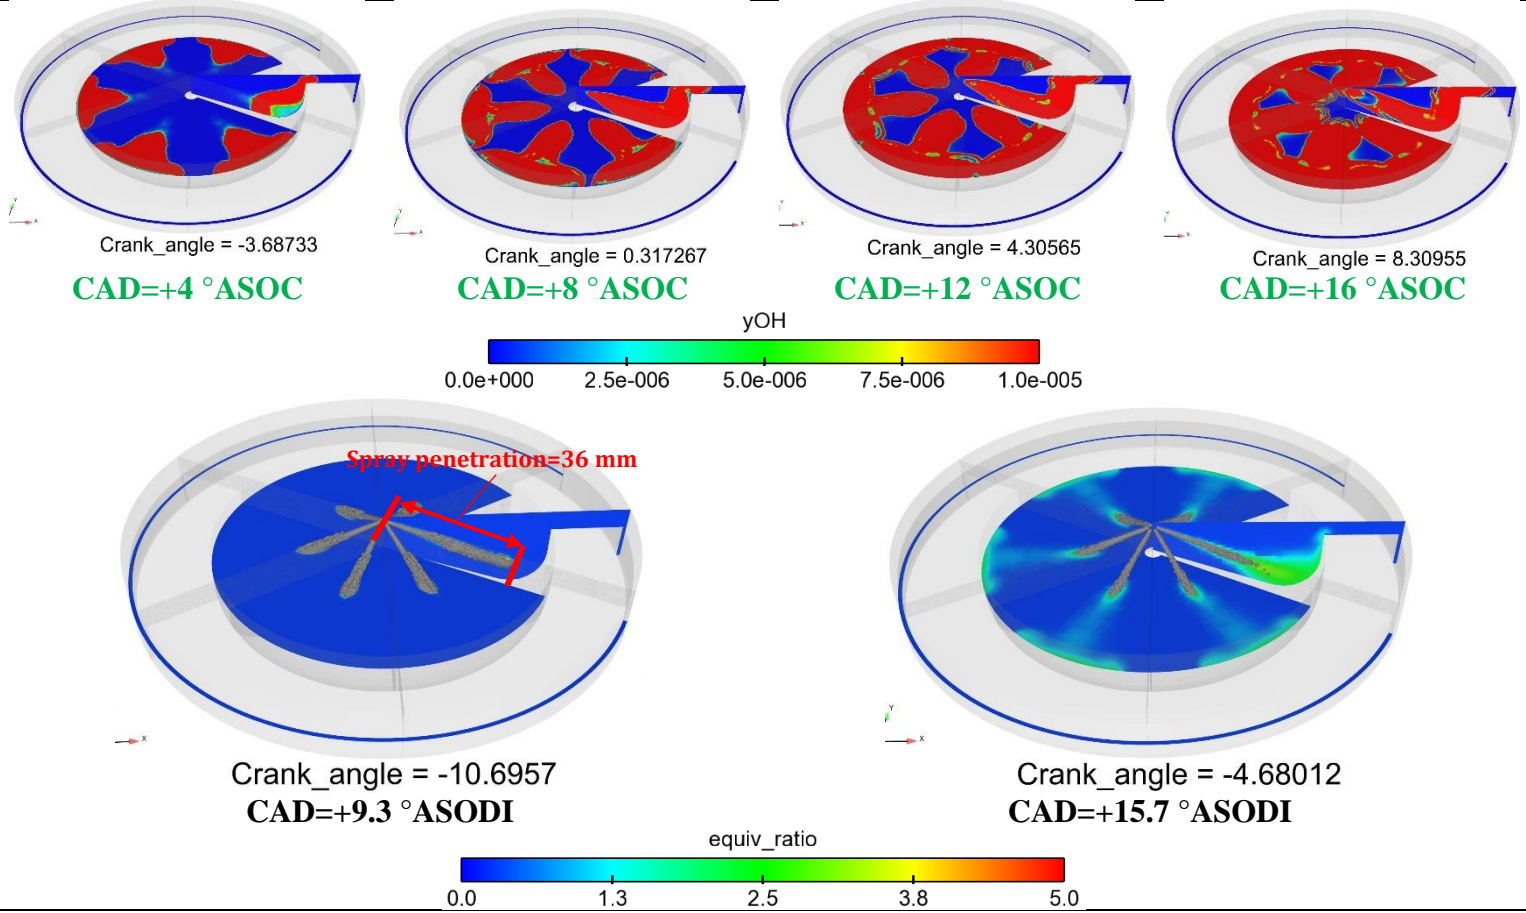 Crank_angle = -3.68733
CAD=+4 °ASOC
Crank_angle = 0.317267
CAD=+8 °ASOC
Crank_angle = 4.30565
CAD=+12 °ASOC
Crank_angle = 8.30955
CAD=+16 °ASOC
yOH
0.0e+000 2.5e-006 5.0e-006 7.5e-006 1.0e-005
Spray penetration=36 mm
Crank_angle = -10.6957
CAD=+9.3 °ASODI
Crank_angle = -4.68012
CAD=+15.7 °ASODI
equiv_ratio
0.0 1.3 2.5 3.8 5.0